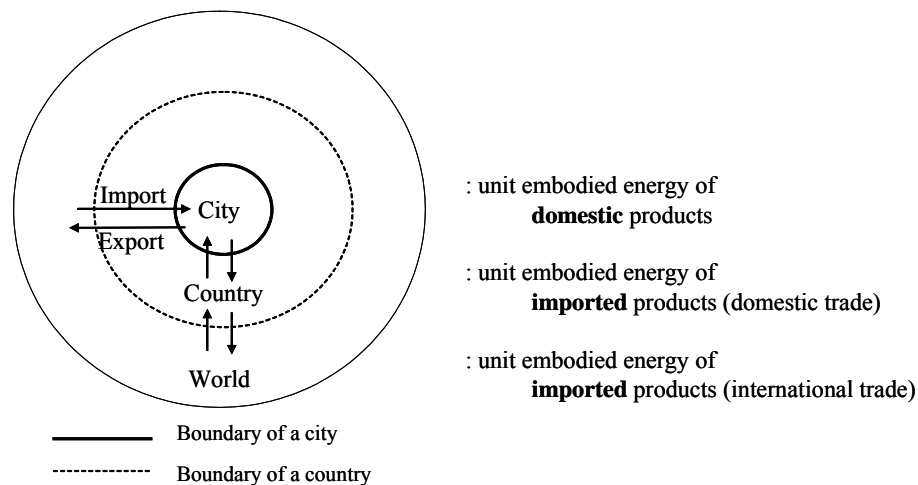 Import
City
Export
Country
World
: unit embodied energy of
domestic products
: unit embodied energy of
imported products (domestic trade)
: unit embodied energy of
imported products (international trade)
Boundary of a city
Boundary of a country